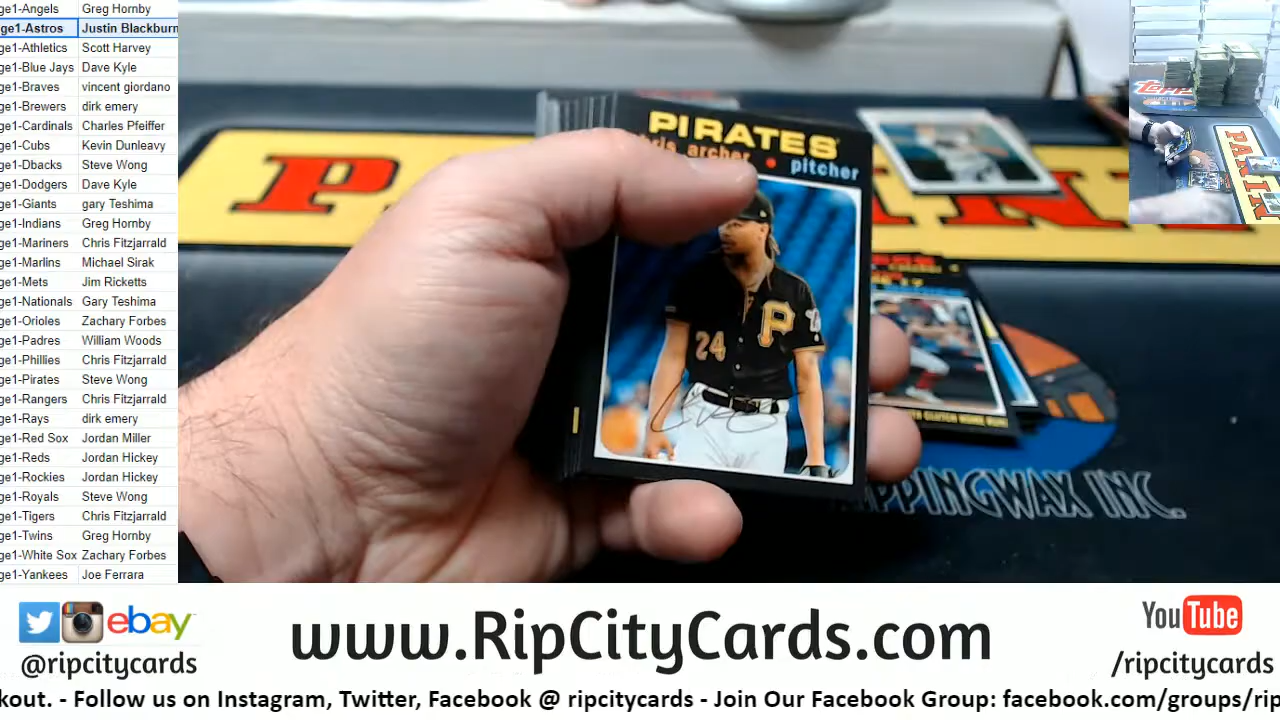 ge1-Angels Greg Hornby
ge1-Astros Justin Blackburn
ge1-Athletics Scott Harvey
ge1-Blue Jays Dave Kyle
ge1-Braves vincent giordano
ge1-Brewers dirk emery
ge1-Cardinals Charles Pfeiffer
ge1-Cubs Kevin Dunleavy
ge1-Dbacks Steve Wong
ge1-Dodgers Dave Kyle
ge1-Giants gary Teshima
ge1-Indians Greg Hornby
ge1-Mariners Chris Fitzjarrald
ge1-Marlins Michael Sirak
ge1-Mets Jim Ricketts
ge1-Nationals Gary Teshima
ge1-Orioles Zachary Forbes
ge1-Padres William Woods
ge1-Phillies Chris Fitzjarrald
ge1-Pirates Steve Wong
ge1-Rangers Chris Fitzjarrald
ge1-Rays dirk emery
ge1-Red Sox Jordan Miller
ge1-Reds Jordan Hickey
ge1-Rockies Jordan Hickey
ge1-Royals Steve Wong
ge1-Tigers Chris Fitzjarrald
ge1-Twins Greg Hornby
ge1-White Sox Zachary Forbes
ge1-Yankees Joe Ferrara
PIRATES
archer • pitcher
P
24
PPINGWAX INC.
Topps
PANIN
ebay
@ripcitycards
www.RipCityCards.com
YouTube
/ripcitycards
kout. - Follow us on Instagram, Twitter, Facebook @ ripcitycards - Join Our Facebook Group: facebook.com/groups/rip